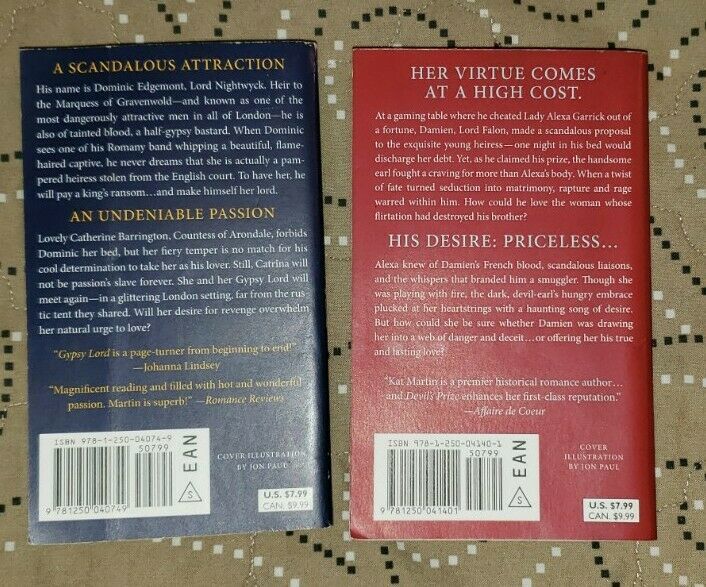 A SCANDALOUS ATTRACTION
His name is Dominic Edgemont, Lord Nightwyck. Heir to
the Marquess of Gravenwold—and known as one of the
most dangerously attractive men in all of London—he is
also of tainted blood, a half-gypsy bastard. When Dominic
sees one of his Romany band whipping a beautiful, flame-
haired captive, he never dreams that she is actually a pam-
pered heiress stolen from the English court. To have her, he
will pay a king's ransom...and make himself her lord.
AN UNDENIABLE PASSION
Lovely Catherine Barrington, Countess of Arondale, forbids
Dominic her bed, but her fiery temper is no match for his
cool determination to take her as his lover. Still, Catrina will
not be passion's slave forever. She and her Gypsy Lord will
meet again—in a glittering London setting, far from the rus-
tic tent they shared. Will her desire for revenge overwhelm
her natural urge to love?
"Gypsy Lord is a page-turner from beginning to end!"
—Johanna Lindsey
"Magnificent reading and filled with hot and wonderful
passion. Martin is superb!" —Romance Reviews
ISBN 978-1-250-04074-9
50799
EAN
S
9 781250 040749
COVER ILLUSTRATION
BY JON PAUL
U.S. $7.99
CAN. $9.99
HER VIRTUE COMES
AT A HIGH COST.
At a gaming table where he cheated Lady Alexa Garrick out of
a fortune, Damien, Lord Falon, made a scandalous proposal
to the exquisite young heiress—one night in his bed would
discharge her debt. Yet, as he claimed his prize, the handsome
earl fought a craving for more than Alexa's body. When a twist
of fate turned seduction into matrimony, rapture and rage
warred within him. How could he love the woman whose
flirtation had destroyed his brother?
HIS DESIRE: PRICELESS...
Alexa knew of Damien's French blood, scandalous liaisons,
and the whispers that branded him a smuggler. Though she
was playing with fire, the dark, devil-earl's hungry embrace
plucked at her heartstrings with a haunting song of desire.
But how could she be sure whether Damien was drawing
her into a web of danger and deceit...or offering her his true
and lasting love?
"Kat Martin is a premier historical romance author...
and Devil's Prize enhances her first-class reputation."
—Affaire de Coeur
ISBN 978-1-250-04140-1
50799
EAN
S
9 781250 041401
COVER
ILLUSTRATION
BY JON PAUL
U.S. $7.99
CAN. $9.99